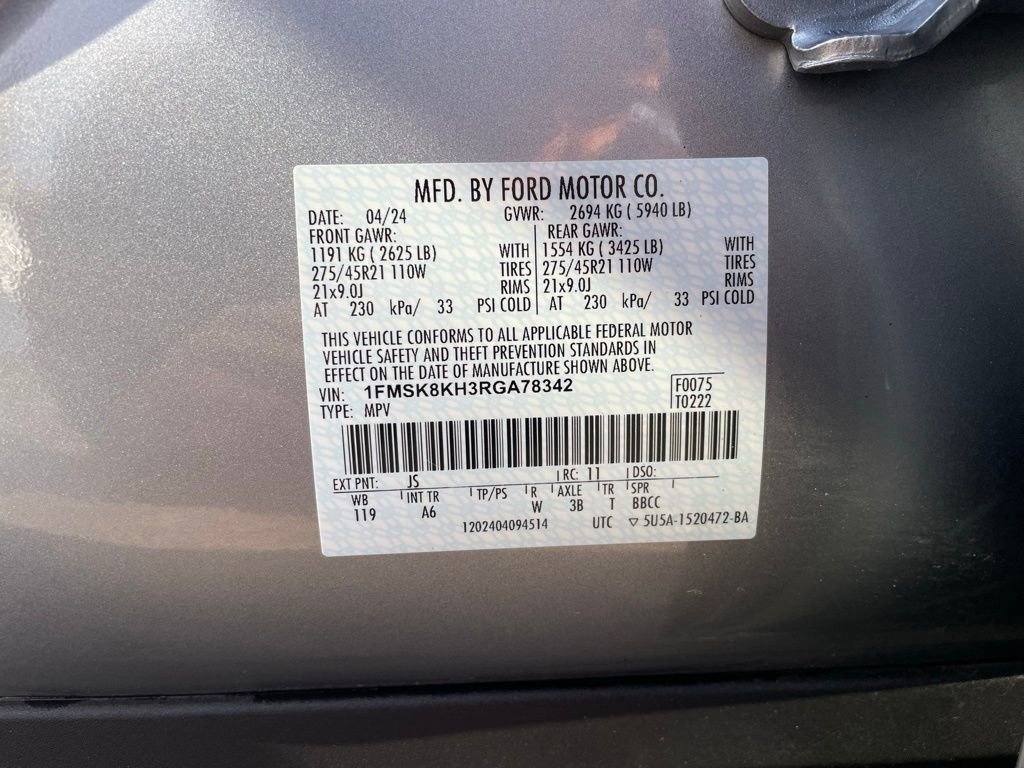 MFD. BY FORD MOTOR CO.
DATE: 04/24 GVWR: 2694 KG ( 5940 LB)
FRONT GAWR: REAR GAWR:
1191 KG ( 2625 LB) WITH 1554 KG ( 3425 LB) WITH
275/45R21 110W TIRES 275/45R21 110W TIRES
21x9.0J RIMS 21x9.0J RIMS
AT 230 kPa/ 33 PSI COLD AT 230 kPa/ 33 PSI COLD
THIS VEHICLE CONFORMS TO ALL APPLICABLE FEDERAL MOTOR
VEHICLE SAFETY AND THEFT PREVENTION STANDARDS IN
EFFECT ON THE DATE OF MANUFACTURE SHOWN ABOVE.
VIN: 1FMSK8KH3RGA78342 F0075
TYPE: MPV T0222
EXT PNT: JS RC: 11 DSO:
WB INT TR TP/PS R AXLE TR SPR
119 A6 W 3B T BBCC
1202404094514 UTC ▽ 5U5A-1520472-BA